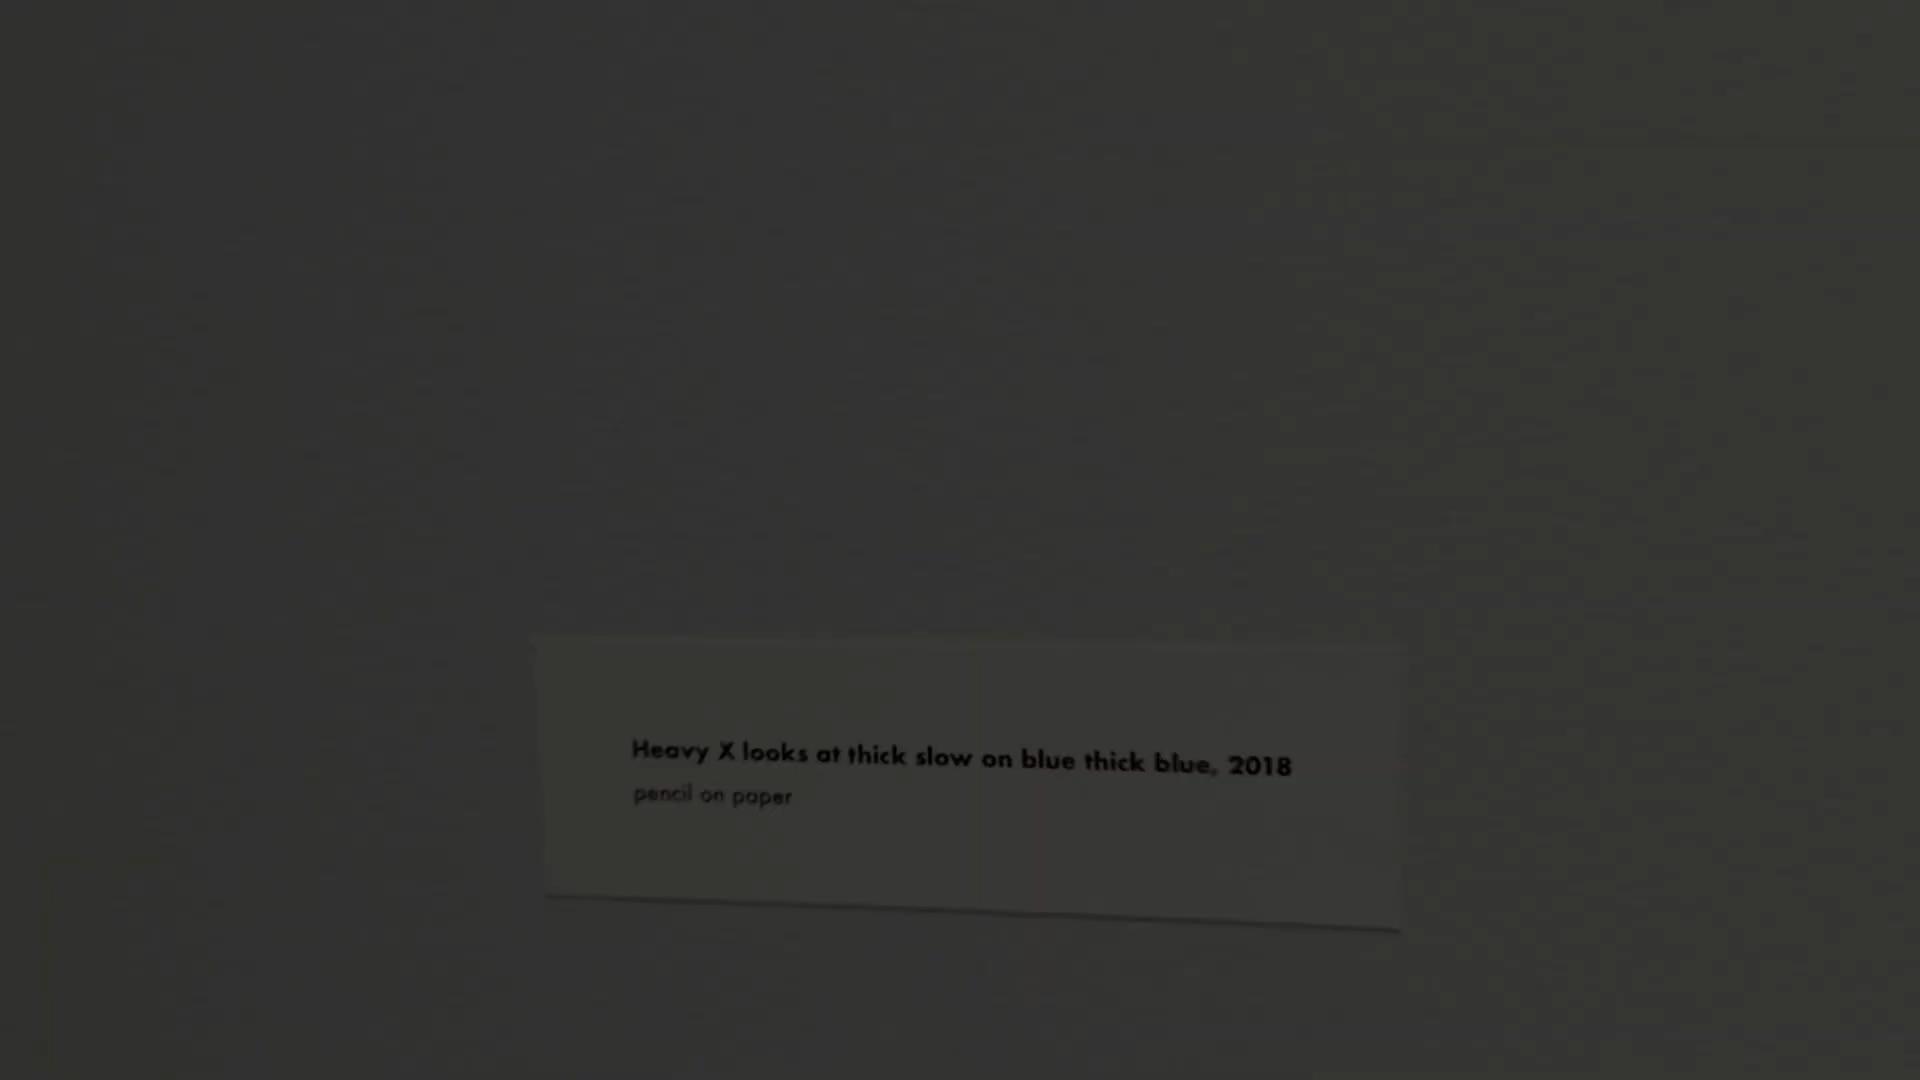 Heavy X looks at thick slow on blue thick blue, 2018
pencil on paper